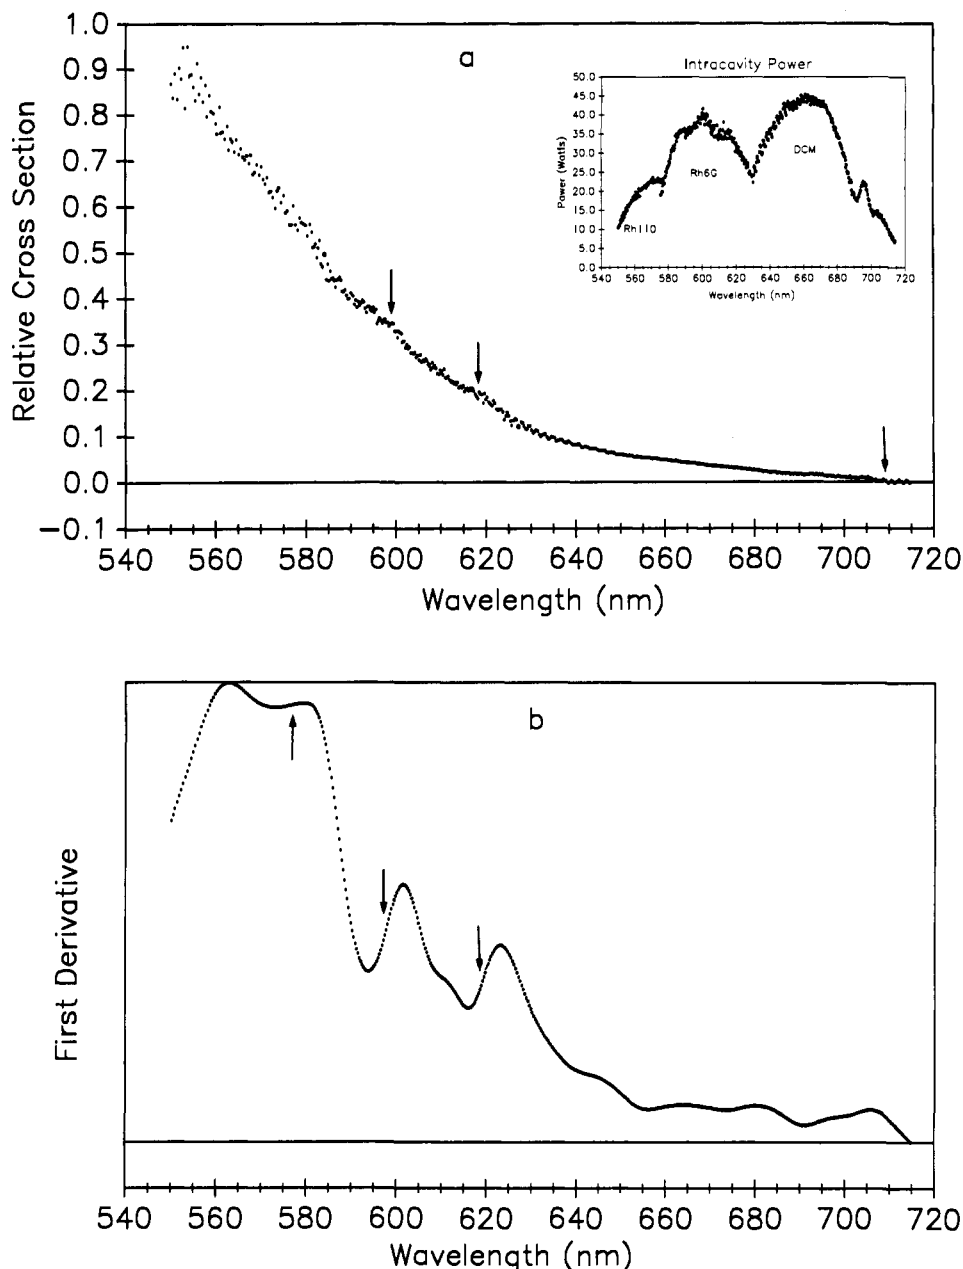 a
Relative Cross Section
1.0
0.9
0.8
0.7
0.6
0.5
0.4
0.3
0.2
0.1
0.0
−0.1
540 560 580 600 620 640 660 680 700 720
Wavelength (nm)
Intracavity Power
Power (Watts)
50.0
45.0
40.0
35.0
30.0
25.0
20.0
15.0
10.0
5.0
0.0
Rh110
Rh6G
DCM
540 560 580 600 620 640 660 680 700 720
Wavelength (nm)
b
First Derivative
540 560 580 600 620 640 660 680 700 720
Wavelength (nm)